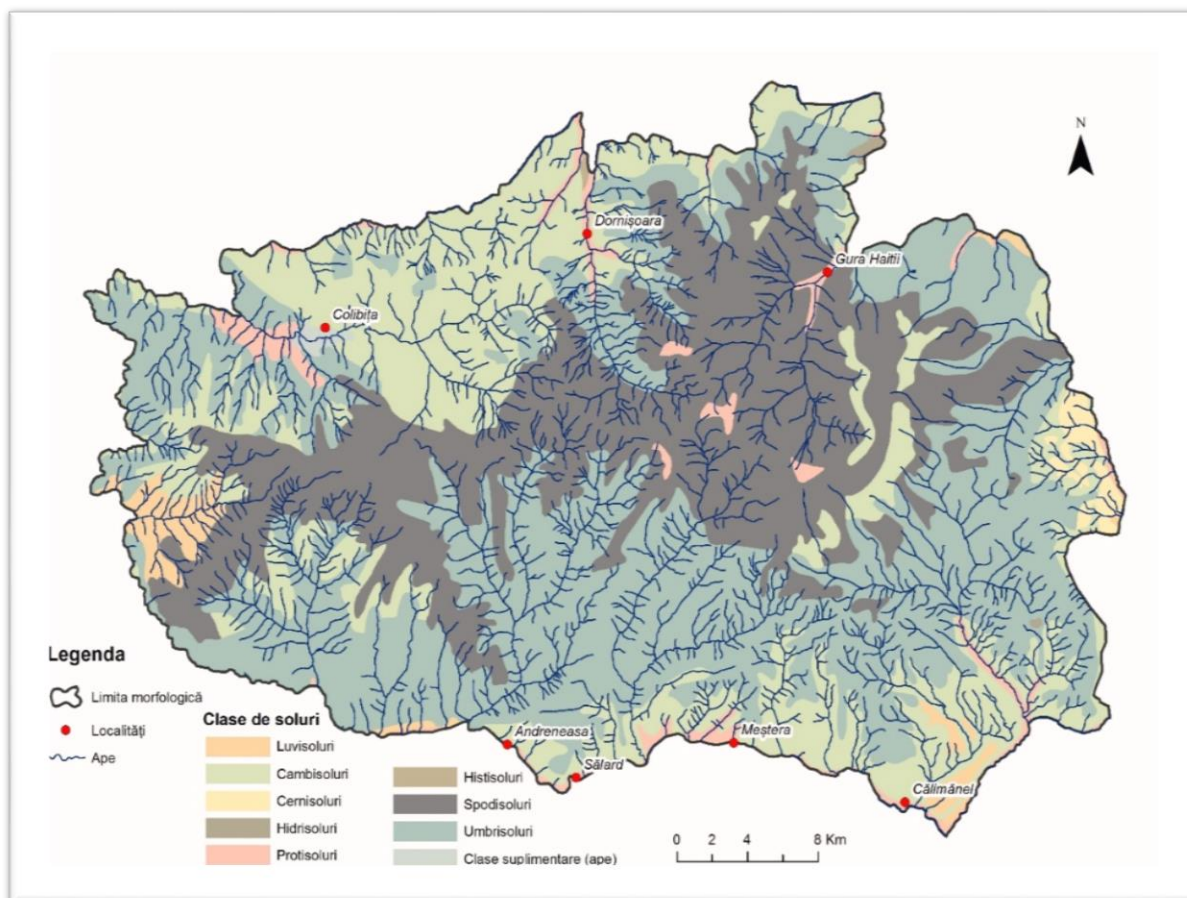 N
Dornișoara
Gura Haitii
Colibița
Legenda
Limita morfologică
Localități
Ape
Clase de soluri
Luvisoluri
Cambisoluri
Cernisoluri
Hidrisoluri
Protisoluri
Histisoluri
Spodisoluri
Umbrisoluri
Clase suplimentare (ape)
Andreneasa
Sălard
Meștera
Călimănel
0 2 4 8 Km